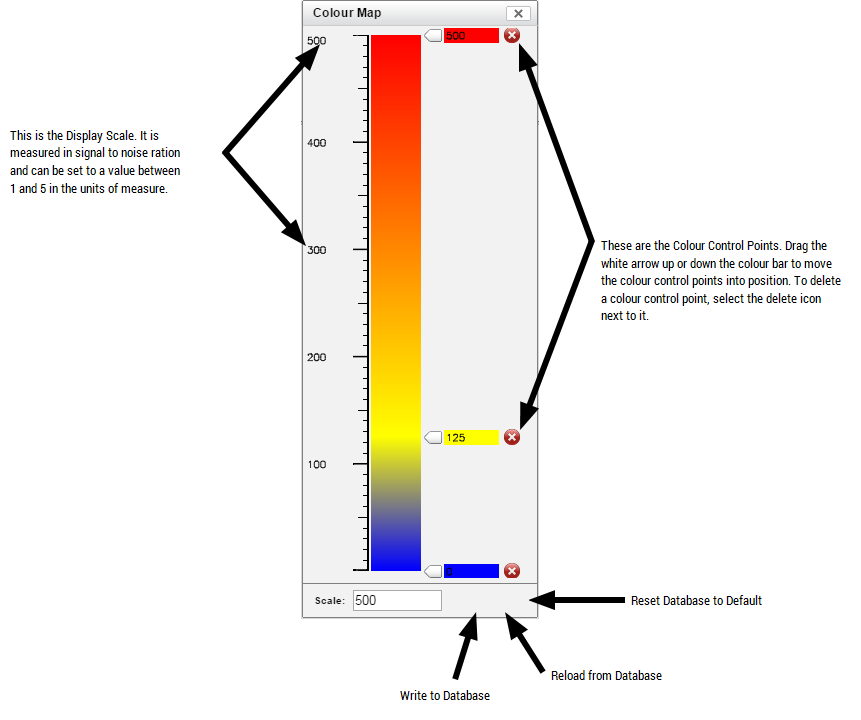 Colour Map
500
500
400
This is the Display Scale. It is
measured in signal to noise ration
and can be set to a value between
1 and 5 in the units of measure.
300
These are the Colour Control Points. Drag the
white arrow up or down the colour bar to move
the colour control points into position. To delete
a colour control point, select the delete icon
next to it.
200
125
100
0
Scale: 500
Reset Database to Default
Reload from Database
Write to Database